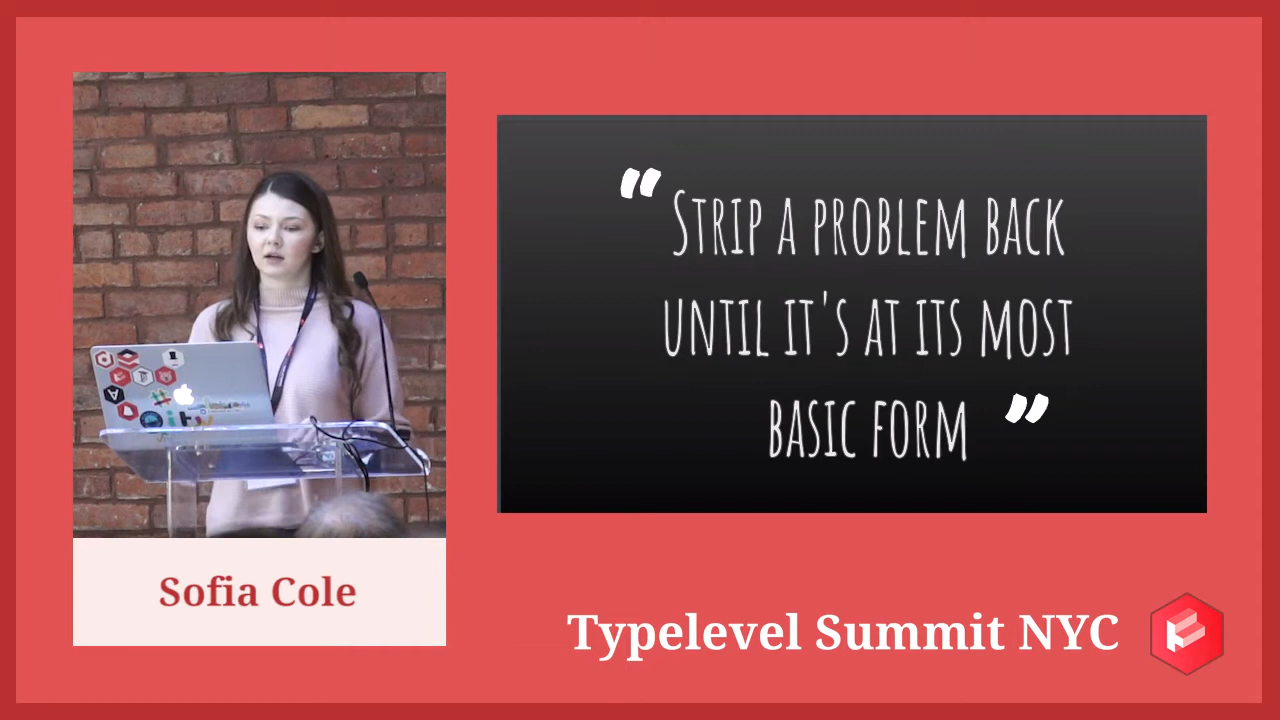 “ Strip a problem back
until it's at its most
basic form ”
Sofia Cole
Typelevel Summit NYC